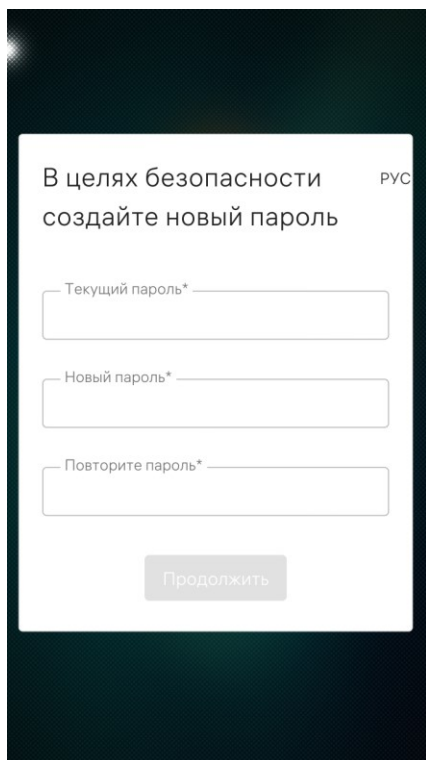 В целях безопасности
РУС
создайте новый пароль
Текущий пароль*
Новый пароль*
Повторите пароль*
Продолжить